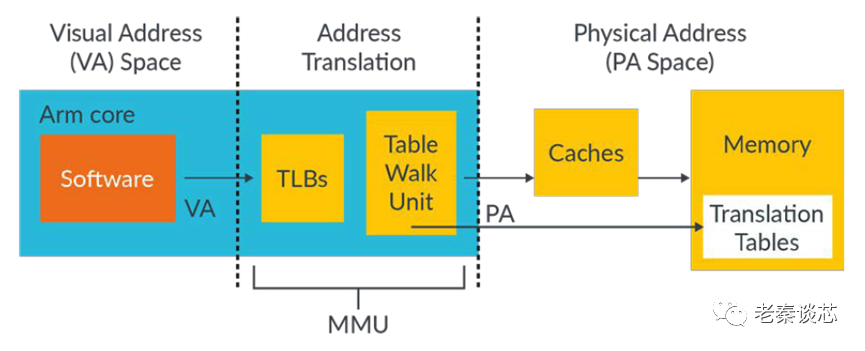 Visual Address
(VA) Space
Address
Translation
Physical Address
(PA Space)
Arm core
Software
VA
TLBs
Table
Walk
Unit
PA
Caches
Memory
Translation
Tables
MMU
老秦谈芯